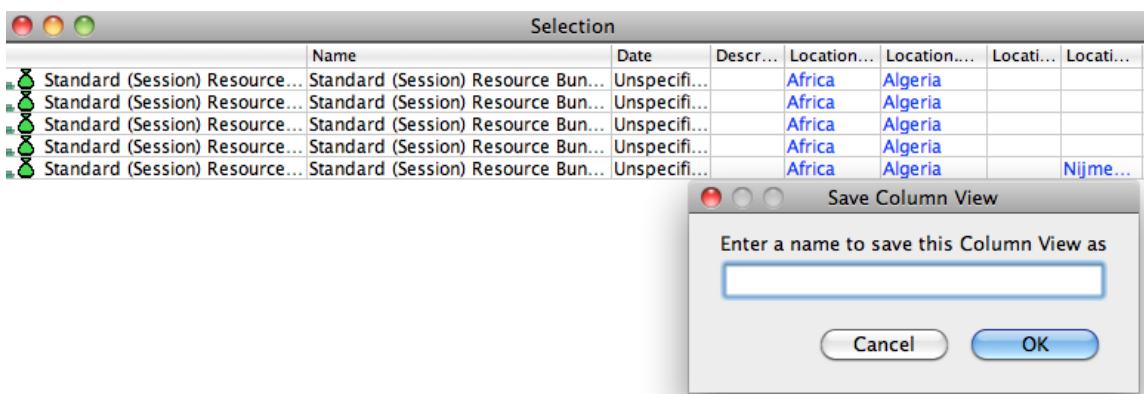 Selection
Name Date Descr... Location... Location.... Locati... Locati...
Standard (Session) Resource... Standard (Session) Resource Bun... Unspecifi... Africa Algeria
Standard (Session) Resource... Standard (Session) Resource Bun... Unspecifi... Africa Algeria
Standard (Session) Resource... Standard (Session) Resource Bun... Unspecifi... Africa Algeria
Standard (Session) Resource... Standard (Session) Resource Bun... Unspecifi... Africa Algeria
Standard (Session) Resource... Standard (Session) Resource Bun... Unspecifi... Africa Algeria Nijme...
Save Column View
Enter a name to save this Column View as
Cancel OK